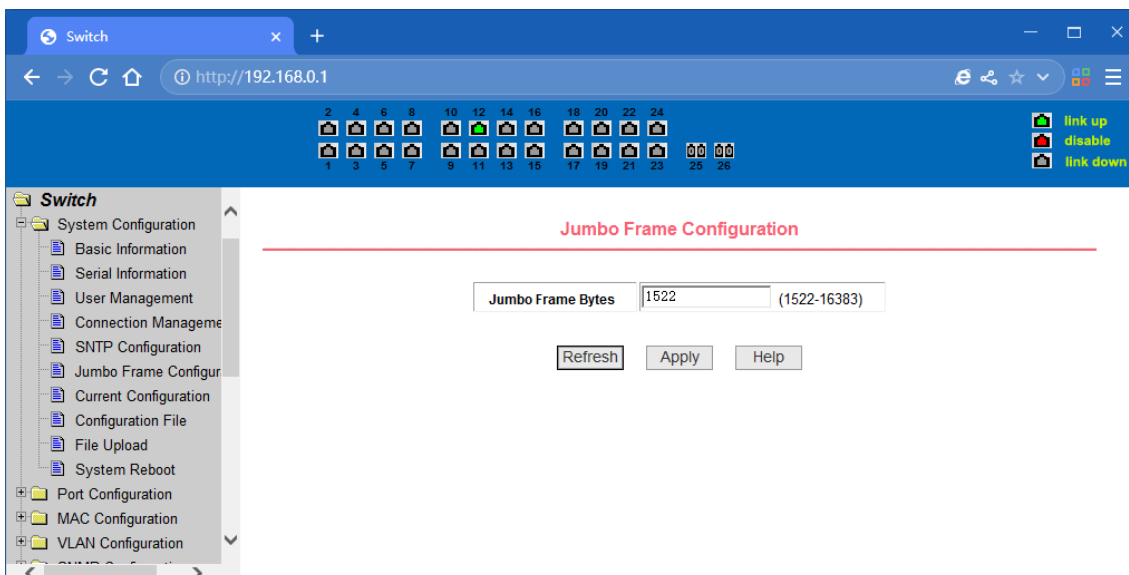 Switch
http://192.168.0.1
2 4 6 8 10 12 14 16 18 20 22 24
1 3 5 7 9 11 13 15 17 19 21 23 25 26
link up
disable
link down
Switch
System Configuration
Basic Information
Serial Information
User Management
Connection Manageme
SNTP Configuration
Jumbo Frame Configur
Current Configuration
Configuration File
File Upload
System Reboot
Port Configuration
MAC Configuration
VLAN Configuration
Jumbo Frame Configuration
Jumbo Frame Bytes 1522 (1522-16383)
Refresh Apply Help